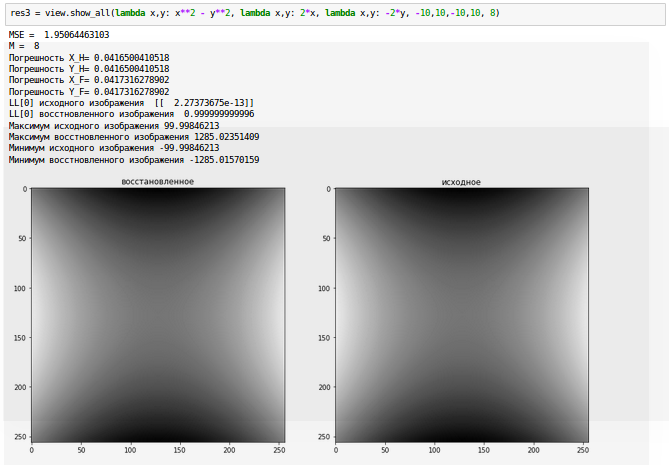 res3 = view.show_all(lambda x,y: x**2 - y**2, lambda x,y: 2*x, lambda x,y: -2*y, -10,10,-10,10, 8)
MSE =  1.95064463103
M =  8
Погрешность X_H= 0.0416500410518
Погрешность Y_H= 0.0416500410518
Погрешность X_F= 0.0417316278902
Погрешность Y_F= 0.0417316278902
LL[0] исходного изображения  [[  2.27373675e-13]]
LL[0] восстновленного изображения  0.999999999996
Максимум исходного изображения 99.99846213
Максимум восстновленного изображения 1285.02351409
Минимум исходного изображения -99.99846213
Минимум восстновленного изображения -1285.01570159
восстановленное
исходное
0
50
100
150
200
250
0 50 100 150 200 250
0
50
100
150
200
250
0 50 100 150 200 250